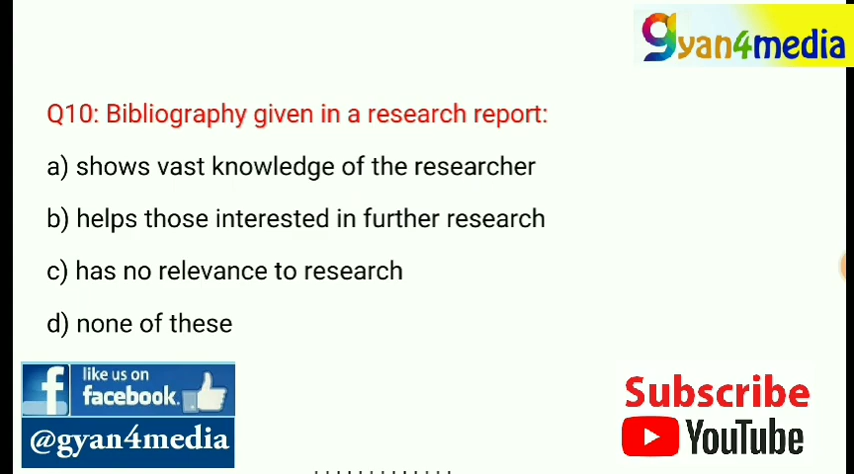 gyan4media
Q10: Bibliography given in a research report:
a) shows vast knowledge of the researcher
b) helps those interested in further research
c) has no relevance to research
d) none of these
like us on
facebook.
@gyan4media
Subscribe
YouTube